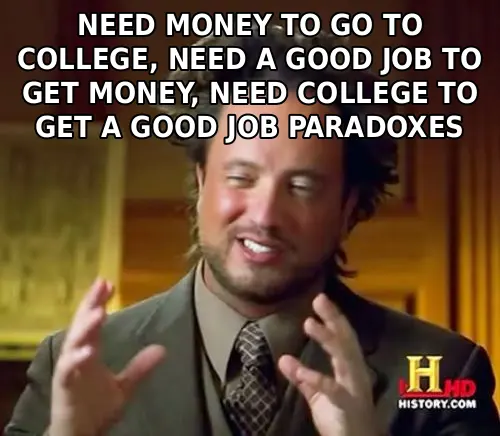 NEED MONEY TO GO TO
COLLEGE, NEED A GOOD JOB TO
GET MONEY, NEED COLLEGE TO
GET A GOOD JOB PARADOXES
H HD
HISTORY.COM